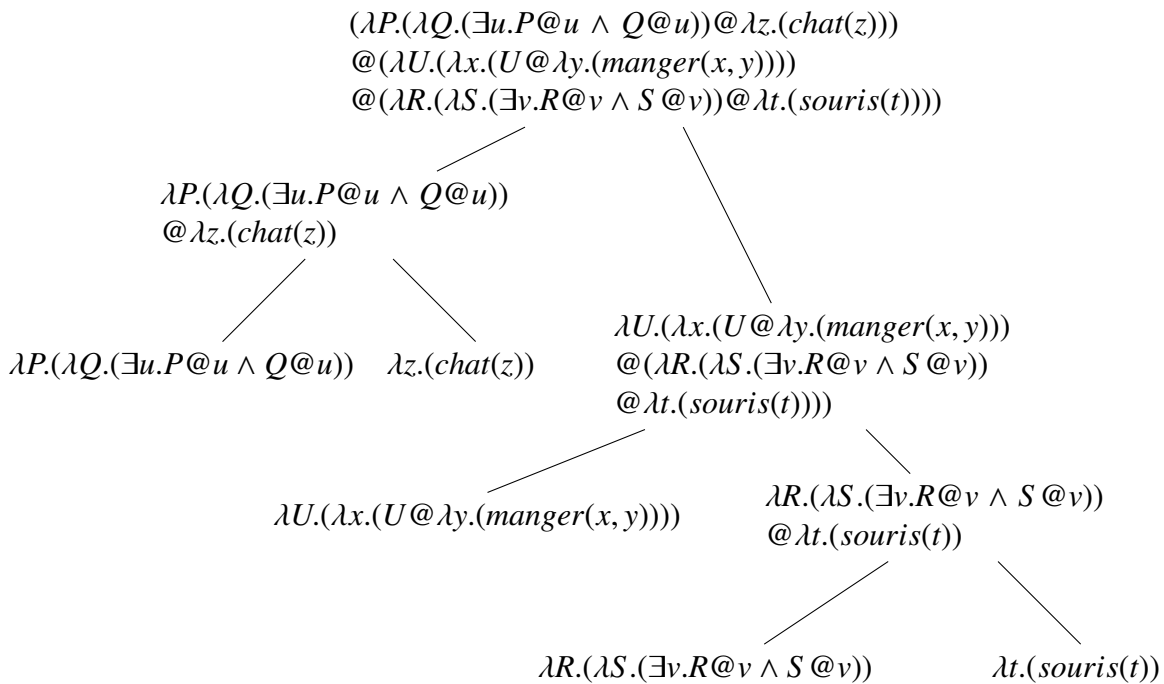 (λP.(λQ.(∃u.P@u ∧ Q@u))@λz.(chat(z)))
@(λU.(λx.(U@λy.(manger(x, y))))
@(λR.(λS.(∃v.R@v ∧ S@v))@λt.(souris(t))))
λP.(λQ.(∃u.P@u ∧ Q@u))
@λz.(chat(z))
λP.(λQ.(∃u.P@u ∧ Q@u)) λz.(chat(z))
λU.(λx.(U@λy.(manger(x, y)))
@(λR.(λS.(∃v.R@v ∧ S@v))
@λt.(souris(t))))
λU.(λx.(U@λy.(manger(x, y))))
λR.(λS.(∃v.R@v ∧ S@v))
@λt.(souris(t))
λR.(λS.(∃v.R@v ∧ S@v)) λt.(souris(t))